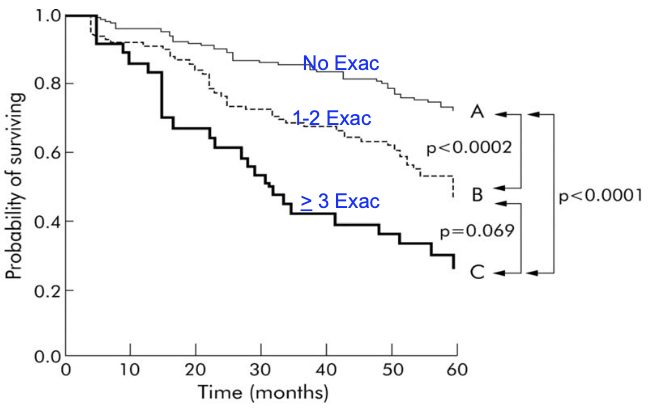 1.0
0.8
0.6
0.4
0.2
0.0
Probability of surviving
No Exac
1-2 Exac
≥ 3 Exac
A
B
C
p<0.0002
p=0.069
p<0.0001
0 10 20 30 40 50 60
Time (months)